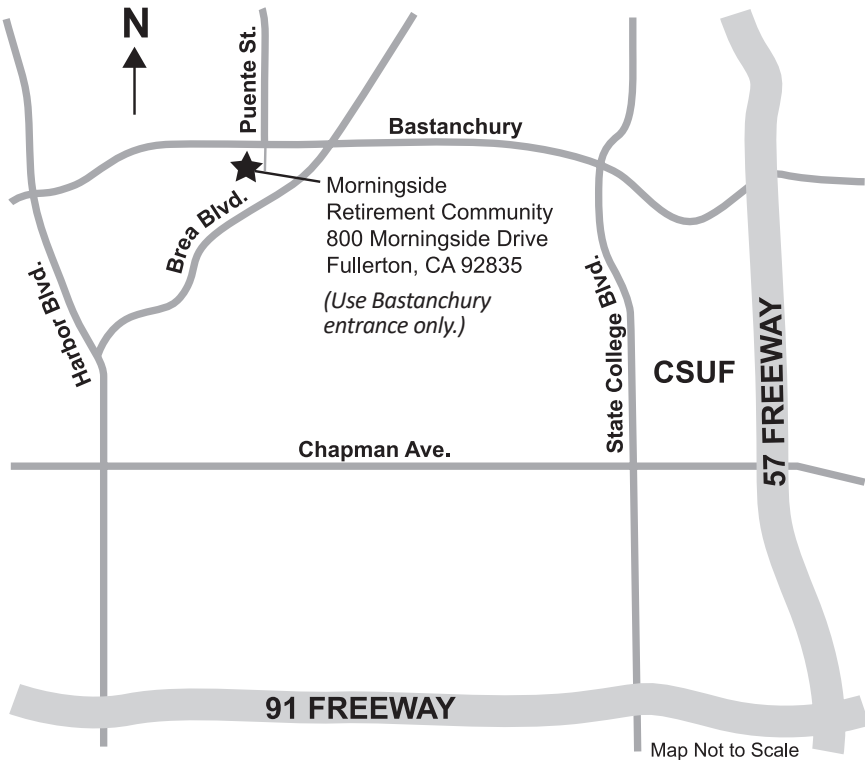 N
Puente St.
Bastanchury
Morningside
Retirement Community
800 Morningside Drive
Fullerton, CA 92835
(Use Bastanchury
entrance only.)
Brea Blvd.
Harbor Blvd.
State College Blvd.
CSUF
57 FREEWAY
Chapman Ave.
91 FREEWAY
Map Not to Scale